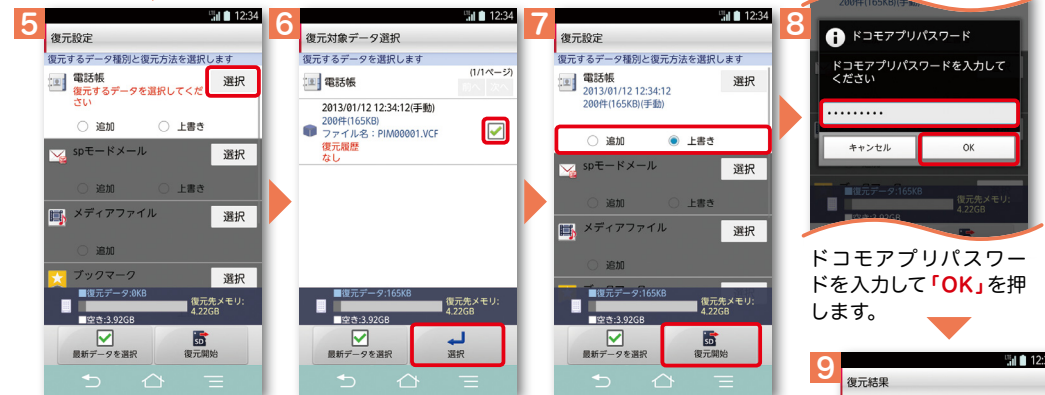 5
12:34
復元設定
復元するデータ種別と復元方法を選択します
電話帳
復元するデータを選択してくだ
さい
選択
追加
上書き
spモードメール
選択
追加
上書き
メディアファイル
選択
追加
ブックマーク
選択
■復元データ:0KB
復元先メモリ:
4.22GB
■空き:3.92GB
最新データを選択
復元開始
6
12:34
復元対象データ選択
復元するデータを選択します
電話帳
(1/1ページ)
前へ 次へ
2013/01/12 12:34:12(手動)
200件(165KB)
ファイル名：PIM00001.VCF
復元履歴
なし
■復元データ:165KB
復元先メモリ:
4.22GB
■空き:3.92GB
最新データを選択
選択
7
12:34
復元設定
復元するデータ種別と復元方法を選択します
電話帳
2013/01/12 12:34:12
200件(165KB)(手動)
選択
追加
上書き
spモードメール
選択
追加
上書き
メディアファイル
選択
追加
選択
■復元データ:165KB
復元先メモリ:
4.22GB
■空き:3.92GB
最新データを選択
SD
復元開始
8
200件(165KB)(手動)
ドコモアプリパスワード
ドコモアプリパスワードを入力して
ください
･････････
キャンセル
OK
■復元データ:165KB
復元先メモリ:
4.22GB
■空き:3.92GB
ドコモアプリパスワー
ドを入力して「OK」を押
します。
9
復元結果